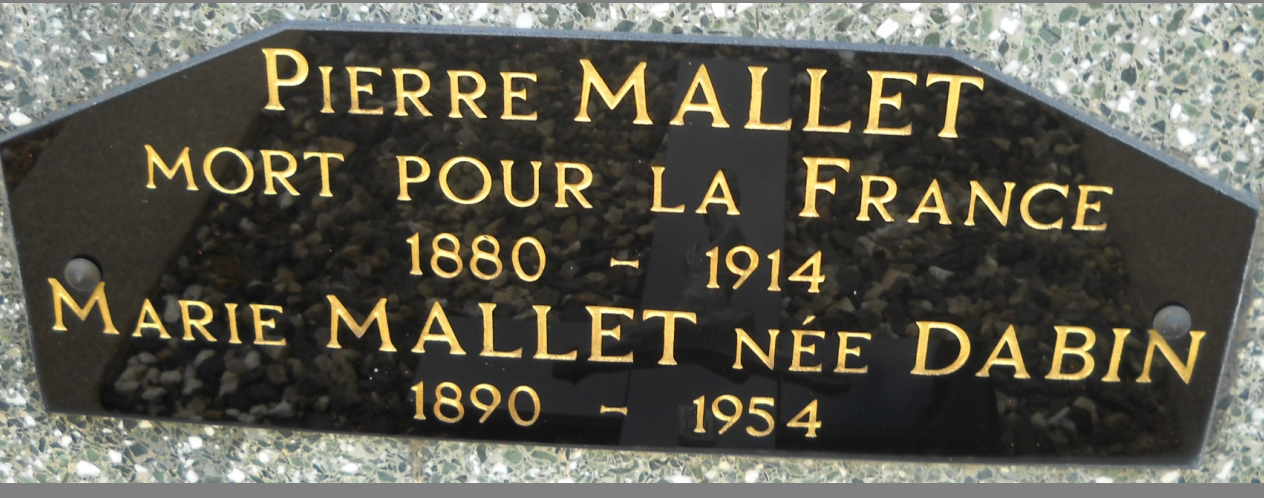 Pierre MALLET
MORT POUR LA FRANCE
1880 - 1914
MARIE MALLET NÉE DABIN
1890 - 1954